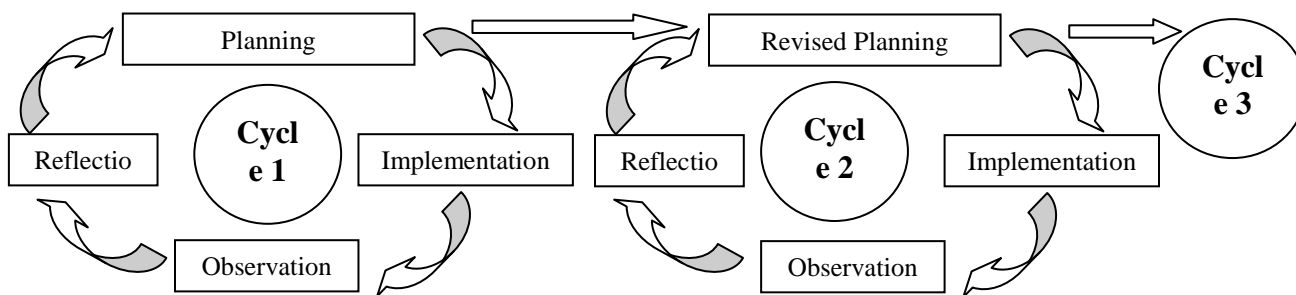 Planning
Revised Planning
Cycl
e 3
Cycl
e 1
Cycl
e 2
Reflectio
Implementation
Reflectio
Implementation
Observation
Observation